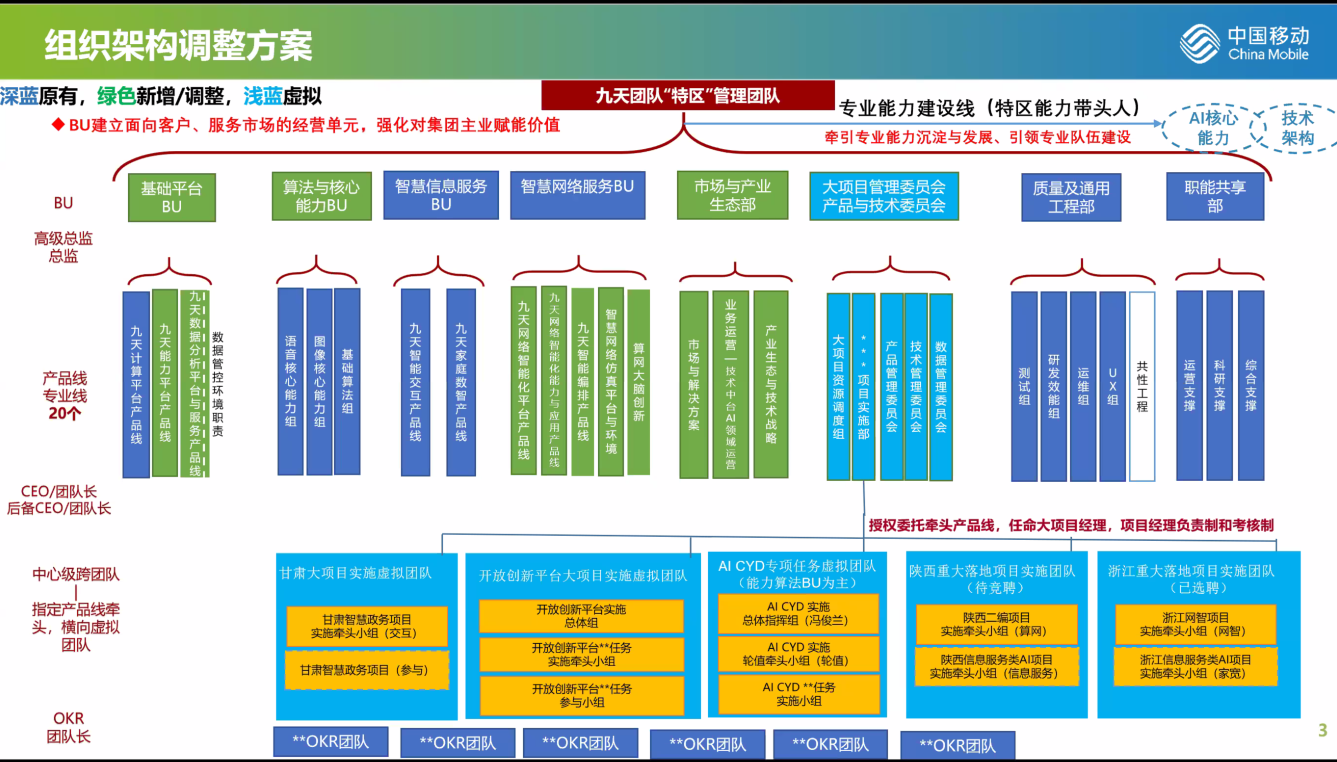 组织架构调整方案
中国移动
China Mobile
深蓝原有，绿色新增/调整，浅蓝虚拟
九天团队“特区”管理团队
◆ BU建立面向客户、服务市场的经营单元，强化对集团主业赋能价值
专业能力建设线（特区能力带头人）
牵引专业能力沉淀与发展、引领专业队伍建设
AI核心
能力
技术
架构
BU
基础平台
BU
算法与核心
能力BU
智慧信息服务
BU
智慧网络服务BU
市场与产业
生态部
大项目管理委员会
产品与技术委员会
质量及通用
工程部
职能共享
部
高级总监
总监
产品线
专业线
20个
九天计算平台产品线
九天能力平台产品线
九天数据分析平台与服务产品线
数据管控环境职责
语音核心能力组
图像核心能力组
基础算法组
九天智能交互产品线
九天家庭数智产品线
九天网络智能化平台产品线
九天网络智能化能力与应用产品线
九天智能编排产品线
智慧网络仿真平台与环境
算网大脑创新
市场与解决方案
业务运营—技术中台AI领域运营
产业生态与技术战略
大项目资源调度组
***项目实施部
产品管理委员会
技术管理委员会
数据管理委员会
测试组
研发效能组
运维组
UX组
共性工程
运营支撑
科研支撑
综合支撑
CEO/团队长
后备CEO/团队长
授权委托牵头产品线，任命大项目经理，项目经理负责制和考核制
中心级跨团队
|
指定产品线牵
头，横向虚拟
团队
甘肃大项目实施虚拟团队
甘肃智慧政务项目
实施牵头小组（交互）
甘肃智慧政务项目（参与）
开放创新平台大项目实施虚拟团队
开放创新平台实施
总体组
开放创新平台**任务
实施牵头小组
开放创新平台**任务
参与小组
AI CYD专项任务虚拟团队
（能力算法BU为主）
AI CYD 实施
总体指挥组（冯俊兰）
AI CYD 实施
轮值牵头小组（轮值）
AI CYD **任务
实施小组
陕西重大落地项目实施团队
（待竞聘）
陕西二编项目
实施牵头小组（算网）
陕西信息服务类AI项目
实施牵头小组（信息服务）
浙江重大落地项目实施团队
（已选聘）
浙江网智项目
实施牵头小组（网智）
浙江信息服务类AI项目
实施牵头小组（家宽）
OKR
团队长
**OKR团队
**OKR团队
**OKR团队
**OKR团队
**OKR团队
**OKR团队
3